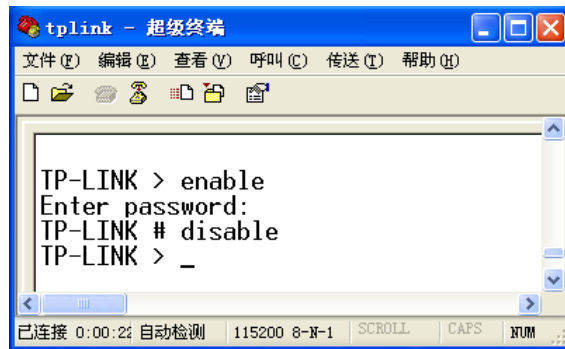 tplink - 超级终端
文件(F) 编辑(E) 查看(V) 呼叫(C) 传送(T) 帮助(H)
TP-LINK > enable
Enter password:
TP-LINK # disable
TP-LINK > _
已连接 0:00:22 自动检测 115200 8-N-1 SCROLL CAPS NUM